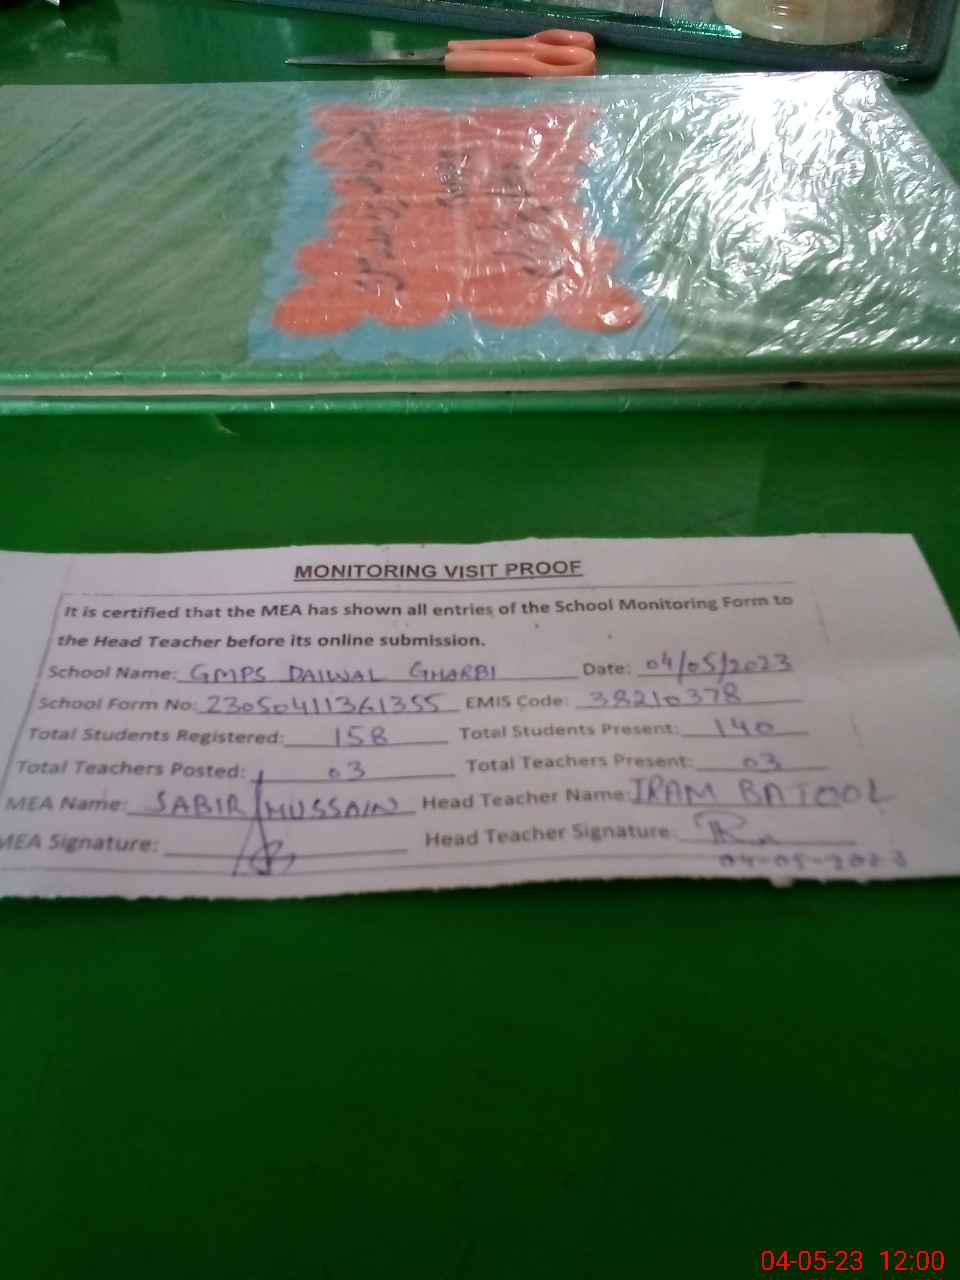 MONITORING VISIT PROOF
It is certified that the MEA has shown all entries of the School Monitoring Form to
the Head Teacher before its online submission.
School Name: GMPS DAIWAL GHARBI Date: 04/05/2023
School Form No: 23050411361355 EMIS Code: 38210378
Total Students Registered: 158 Total Students Present: 140
Total Teachers Posted: 03 Total Teachers Present: 03
MEA Name: SABIR HUSSAIN Head Teacher Name: IRAM BATOOL
MEA Signature: Head Teacher Signature:
04-05-2023
04-05-23 12:00